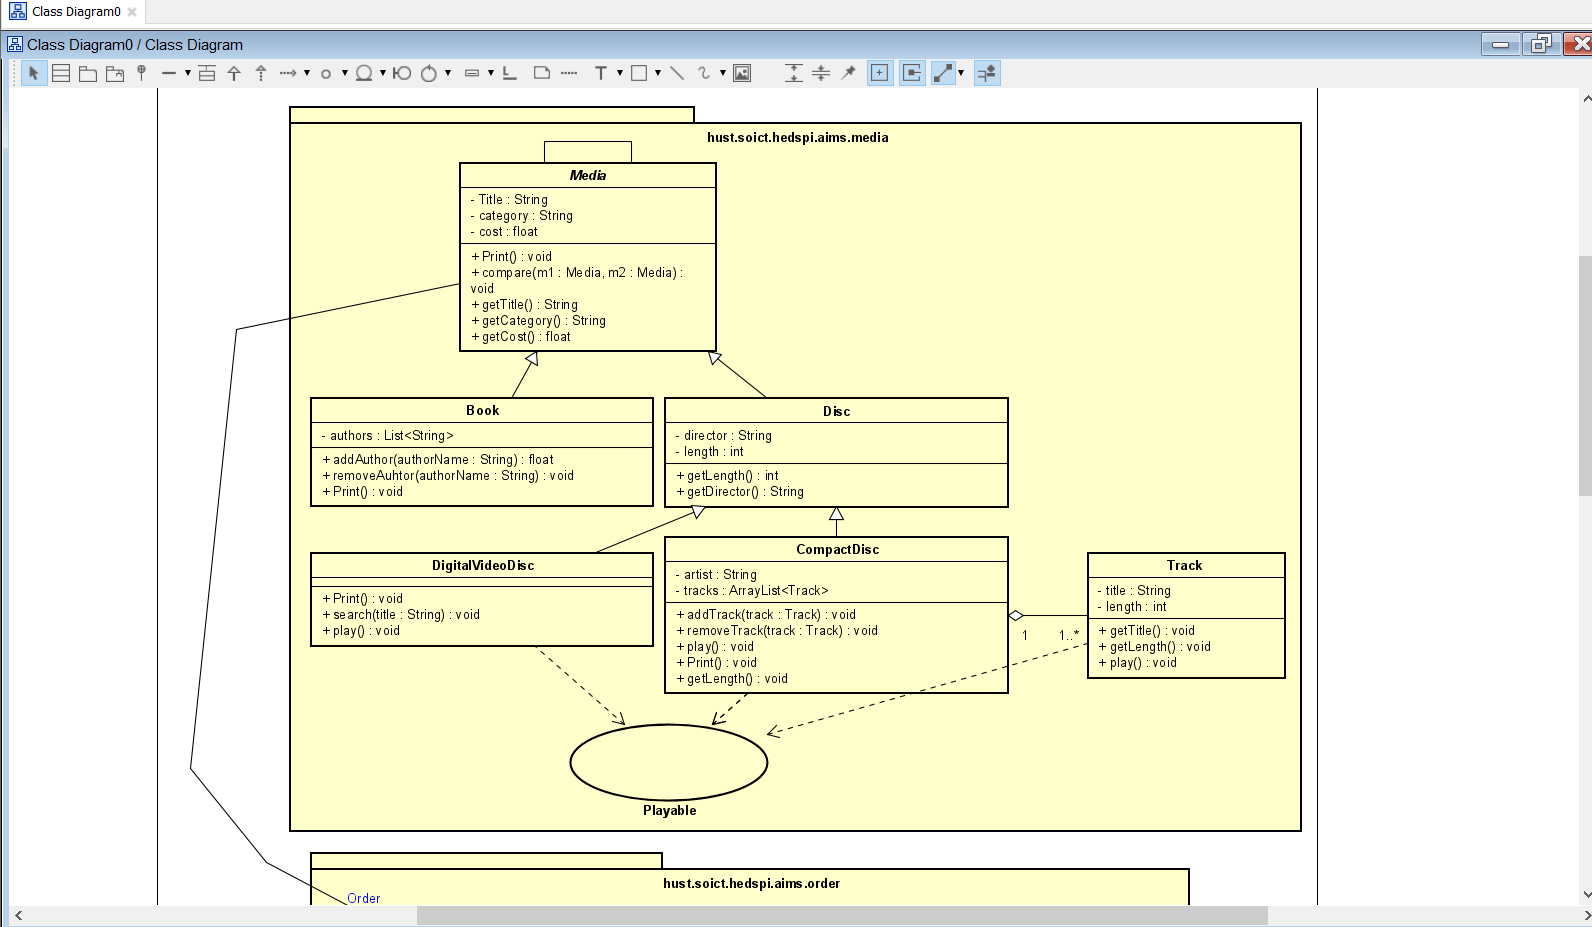 Class Diagram0
Class Diagram0 / Class Diagram
T
hust.soict.hedspi.aims.media
Media
- Title : String
- category : String
- cost : float
+ Print() : void
+ compare(m1 : Media, m2 : Media) :
void
+ getTitle() : String
+ getCategory() : String
+ getCost() : float
Book
- authors : List<String>
+ addAuthor(authorName : String) : float
+ removeAuhtor(authorName : String) : void
+ Print() : void
Disc
- director : String
- length : int
+ getLength() : int
+ getDirector() : String
DigitalVideoDisc
+ Print() : void
+ search(title : String) : void
+ play() : void
CompactDisc
- artist : String
- tracks : ArrayList<Track>
+ addTrack(track : Track) : void
+ removeTrack(track : Track) : void
+ play() : void
+ Print() : void
+ getLength() : void
1
1..*
Track
- title : String
- length : int
+ getTitle() : void
+ getLength() : void
+ play() : void
Playable
hust.soict.hedspi.aims.order
Order